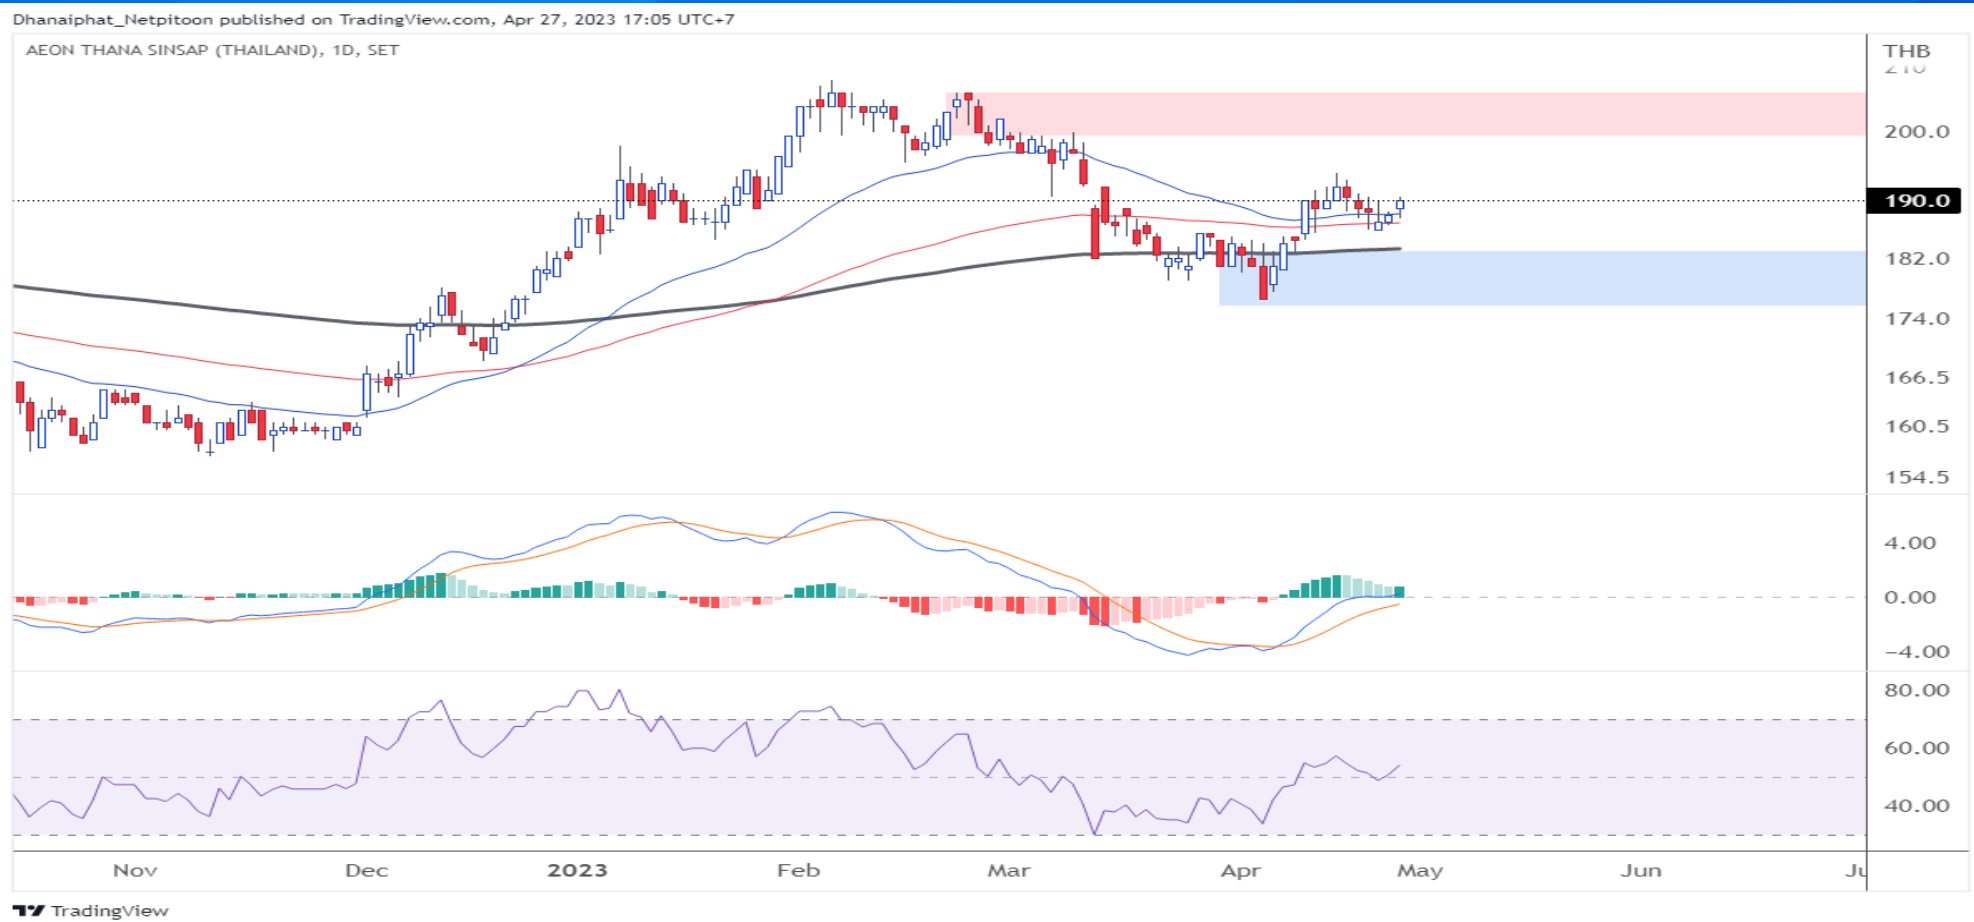 Dhanaiphat_Netpitoon published on TradingView.com, Apr 27, 2023 17:05 UTC+7
AEON THANA SINSAP (THAILAND), 1D, SET
THB
210
200.0
190.0
182.0
174.0
166.5
160.5
154.5
4.00
0.00
−4.00
80.00
60.00
40.00
Nov Dec 2023 Feb Mar Apr May Jun
TradingView